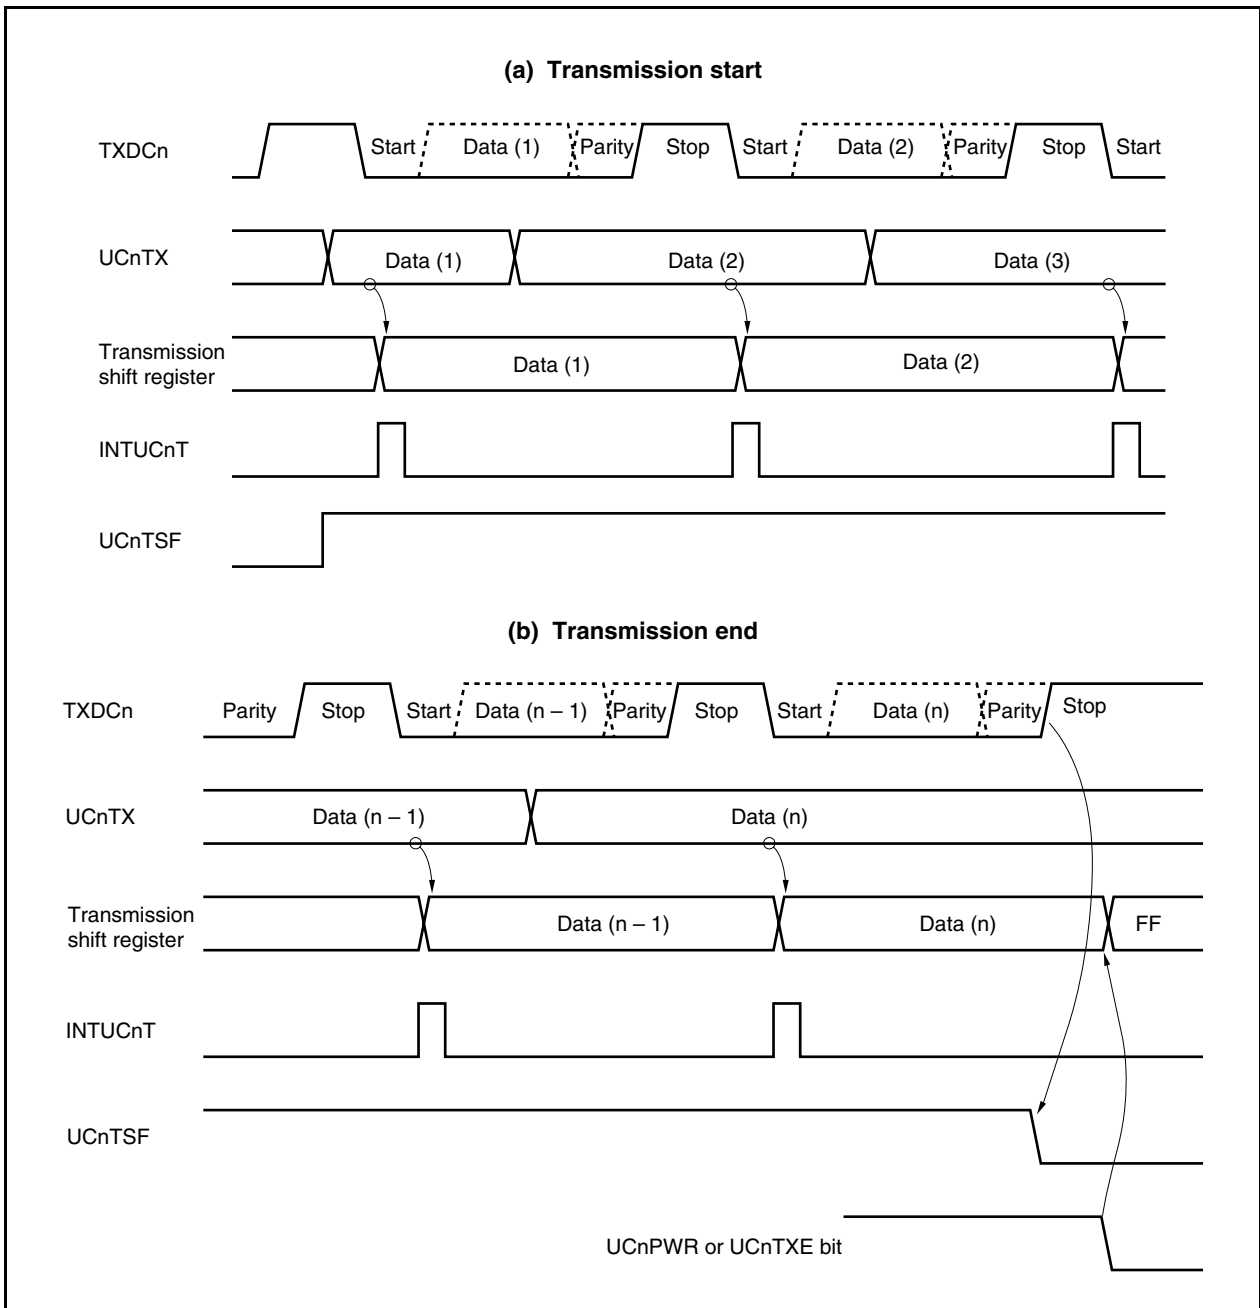 (a) Transmission start
TXDCn
Start Data (1) Parity Stop Start Data (2) Parity Stop Start
UCnTX
Data (1) Data (2) Data (3)
Transmission
shift register
Data (1) Data (2)
INTUCnT
UCnTSF
(b) Transmission end
TXDCn
Parity Stop Start Data (n – 1) Parity Stop Start Data (n) Parity Stop
UCnTX
Data (n – 1) Data (n)
Transmission
shift register
Data (n – 1) Data (n) FF
INTUCnT
UCnTSF
UCnPWR or UCnTXE bit